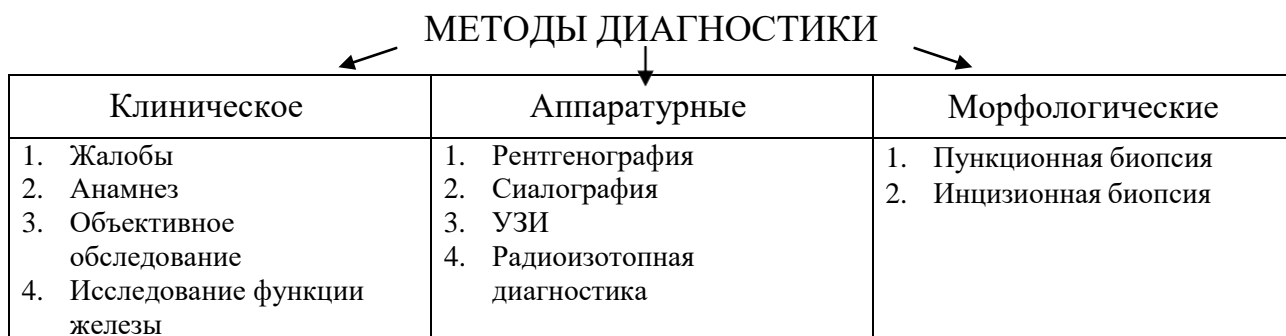 МЕТОДЫ ДИАГНОСТИКИ
Клиническое
1. Жалобы
2. Анамнез
3. Объективное
обследование
4. Исследование функции
железы
Аппаратурные
1. Рентгенография
2. Сиалография
3. УЗИ
4. Радиоизотопная
диагностика
Морфологические
1. Пункционная биопсия
2. Инцизионная биопсия